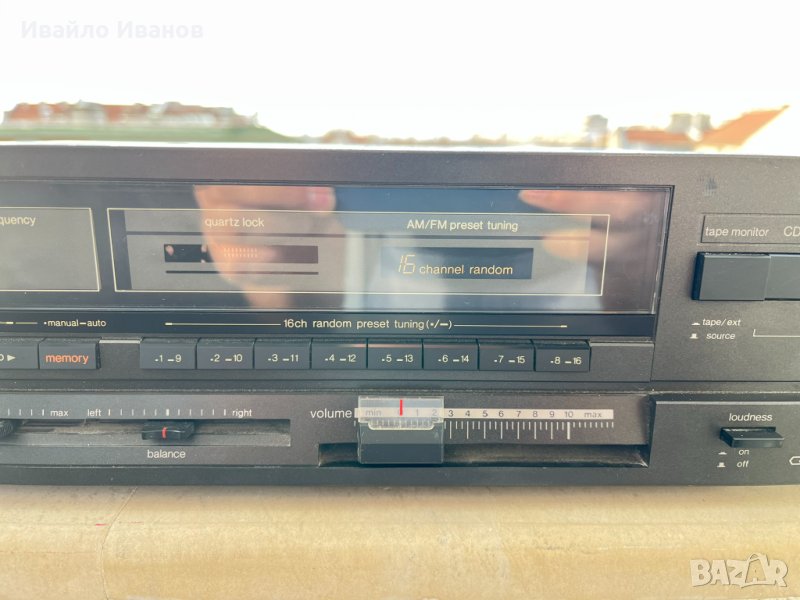 Ивайло Иванов
quency
quartz lock
AM/FM preset tuning
16 channel random
tape monitor CD
•manual–auto
16ch random preset tuning(•/–)
tape/ext
source
memory
•1 –9
•2 –10
•3 –11
•4 –12
•5 –13
•6 –14
•7 –15
•8 –16
max left right
balance
volume min 1 2 3 4 5 6 7 8 9 10 max
loudness
on
off
BAZAR